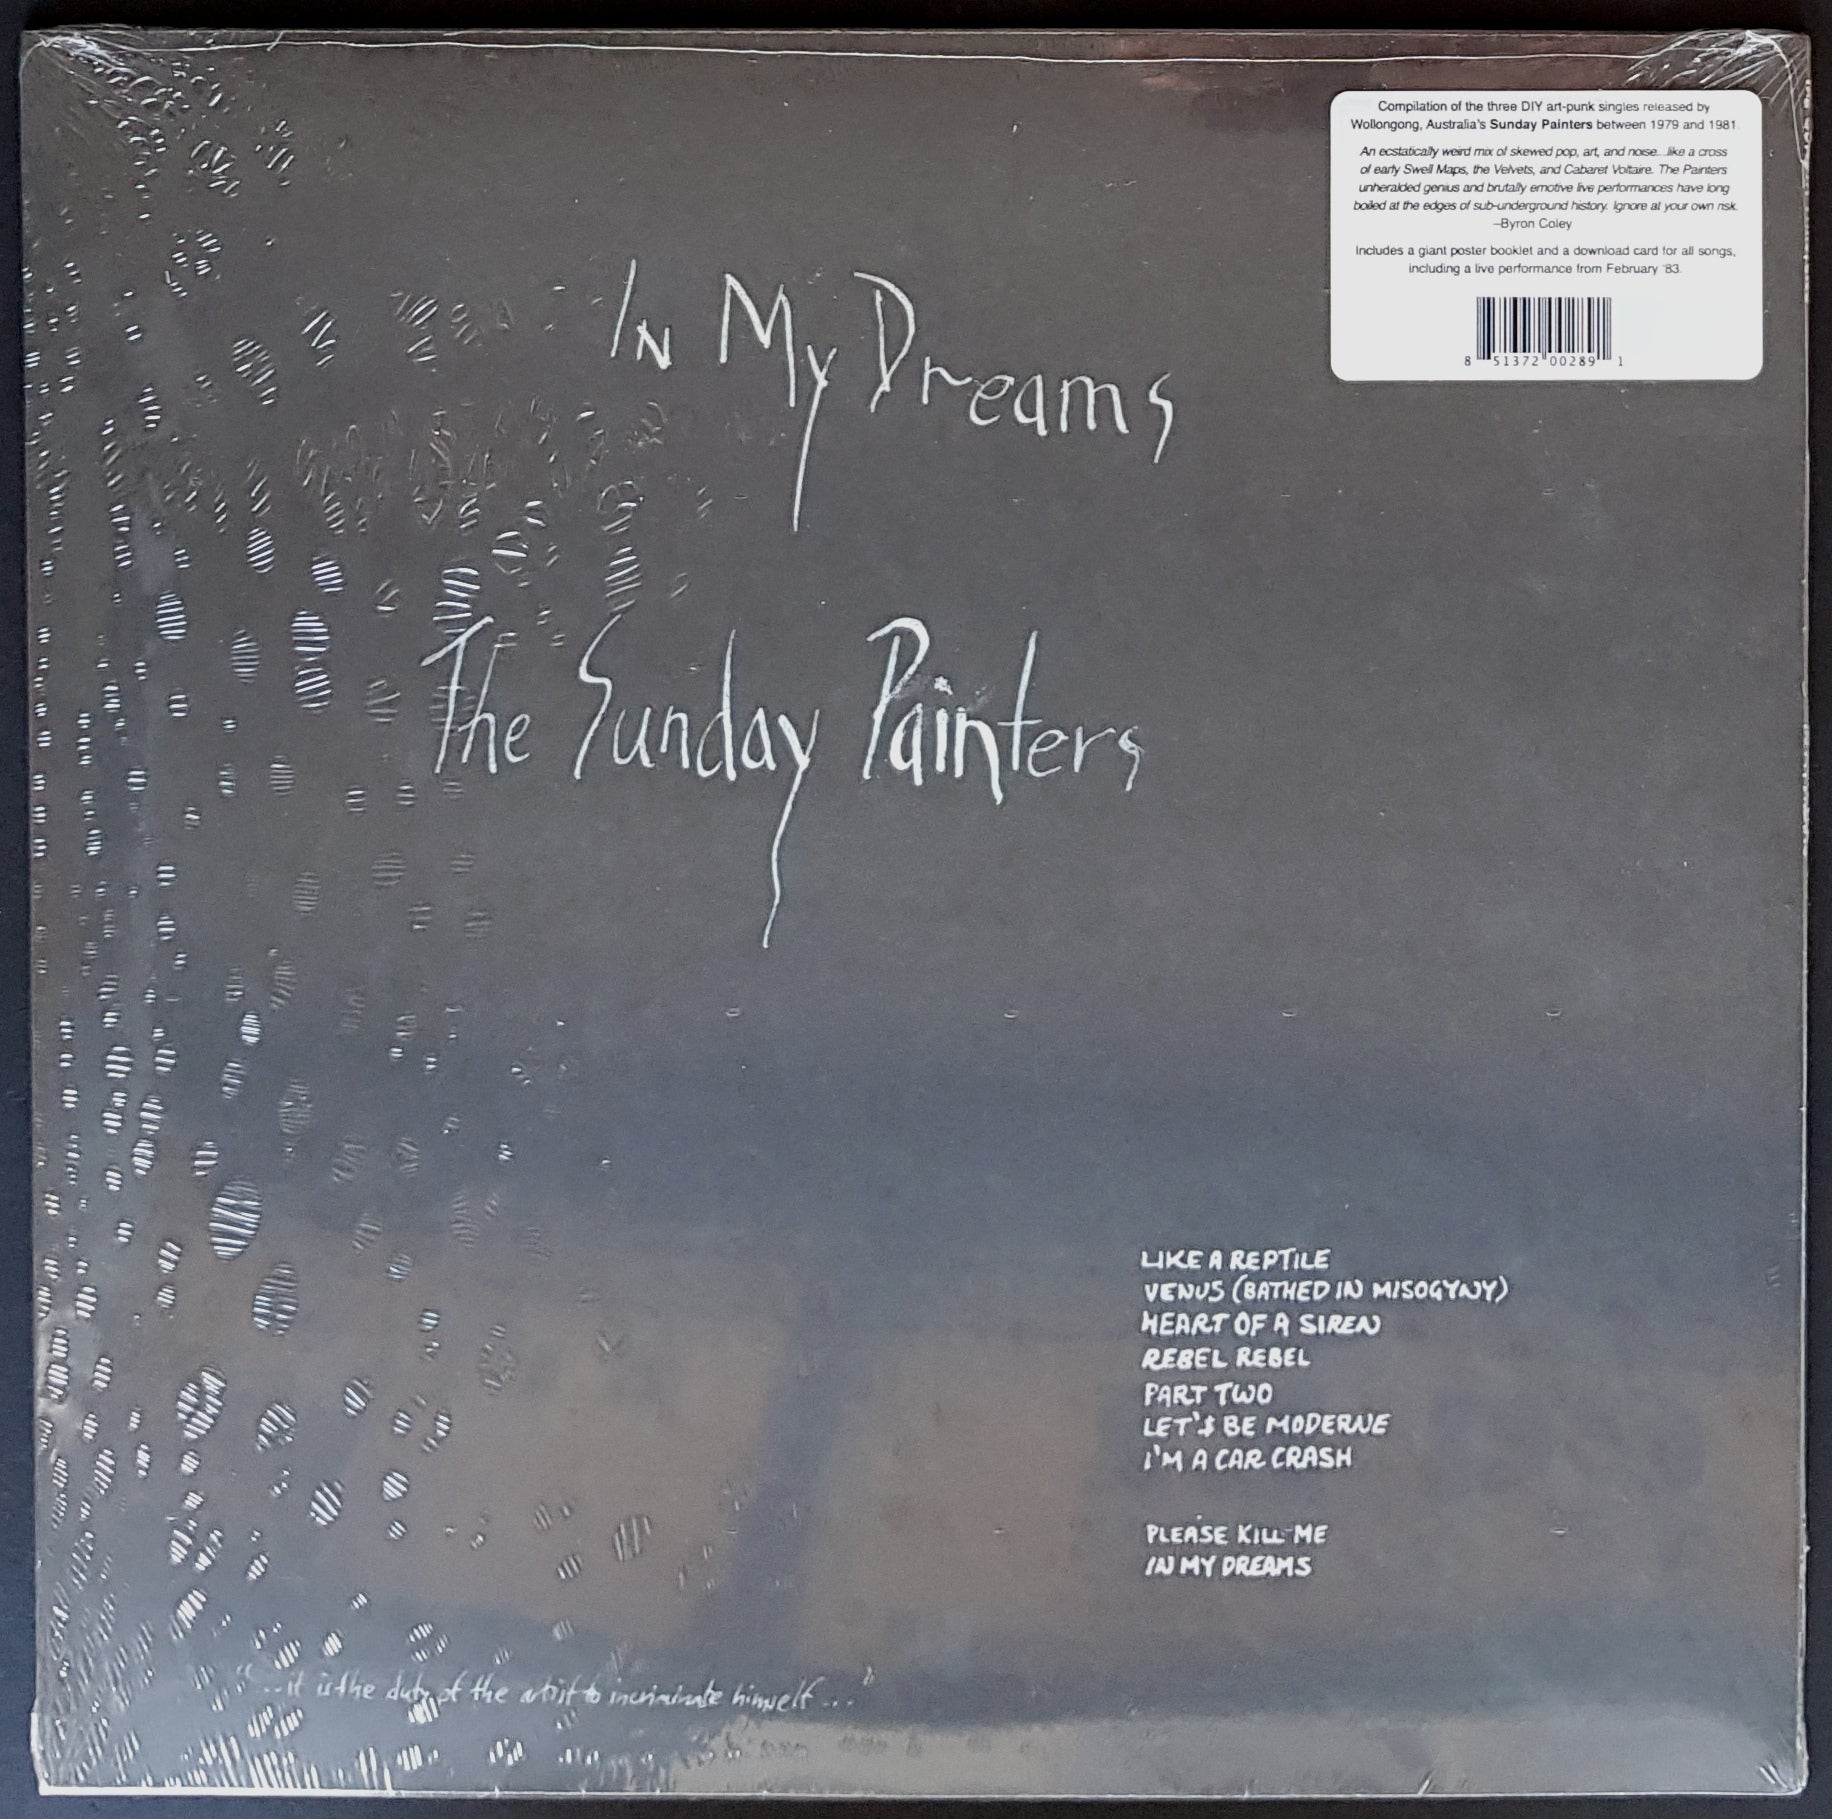 Compilation of the three DIY art-punk singles released by
Wollongong, Australia's Sunday Painters between 1979 and 1981.
An ecstatically weird mix of skewed pop, art, and noise...like a cross
of early Swell Maps, the Velvets, and Cabaret Voltaire. The Painters
unheralded genius and brutally emotive live performances have long
boiled at the edges of sub-underground history. Ignore at your own risk.
–Byron Coley
Includes a giant poster booklet and a download card for all songs,
including a live performance from February '83.
8 51372 00289 1
In My Dreams
The Sunday Painters
LIKE A REPTILE
VENUS (BATHED IN MISOGYNY)
HEART OF A SIREN
REBEL REBEL
PART TWO
LET'$ BE MODERNE
I'M A CAR CRASH
PLEASE KILL ME
IN MY DREAMS
"...it is the duty of the artist to incriminate himself..."